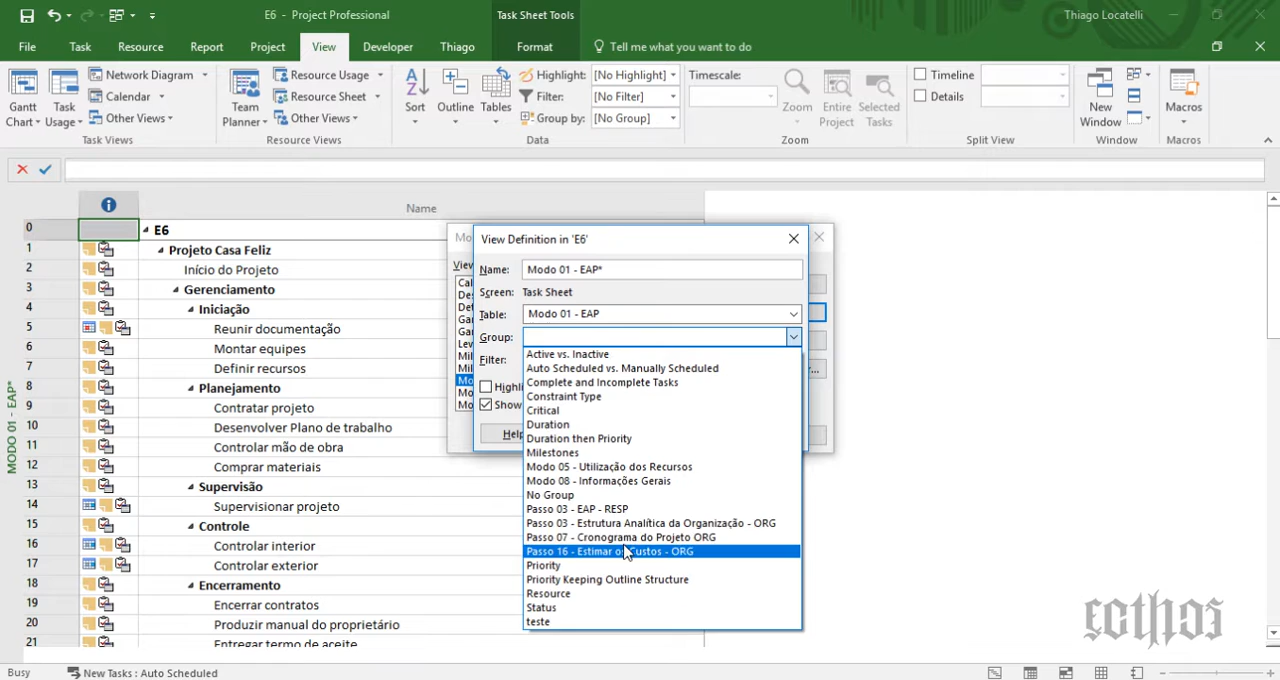 E6 - Project Professional
Task Sheet Tools
Thiago Locatelli
File
Task
Resource
Report
Project
View
Developer
Thiago
Format
Tell me what you want to do
Gantt
Chart
Task
Usage
Network Diagram
Calendar
Other Views
Task Views
Team
Planner
Resource Usage
Resource Sheet
Other Views
Resource Views
Sort
Outline
Tables
Highlight:
[No Highlight]
Filter:
[No Filter]
Group by:
[No Group]
Data
Timescale:
Zoom
Entire
Project
Selected
Tasks
Zoom
Timeline
Details
Split View
New
Window
Window
Macros
Macros
Name
0 E6
1 Projeto Casa Feliz
2 Início do Projeto
3 Gerenciamento
4 Iniciação
5 Reunir documentação
6 Montar equipes
7 Definir recursos
8 Planejamento
9 Contratar projeto
10 Desenvolver Plano de trabalho
11 Controlar mão de obra
12 Comprar materiais
13 Supervisão
14 Supervisionar projeto
15 Controle
16 Controlar interior
17 Controlar exterior
18 Encerramento
19 Encerrar contratos
20 Produzir manual do proprietário
21 Entregar termo de aceite
MODO 01 - EAP*
View Definition in 'E6'
Name: Modo 01 - EAP*
Screen: Task Sheet
Table: Modo 01 - EAP
Group:
Filter:
Show
Help
Active vs. Inactive
Auto Scheduled vs. Manually Scheduled
Complete and Incomplete Tasks
Constraint Type
Critical
Duration
Duration then Priority
Milestones
Modo 05 - Utilização dos Recursos
Modo 08 - Informações Gerais
No Group
Passo 03 - EAP - RESP
Passo 03 - Estrutura Analítica da Organização - ORG
Passo 07 - Cronograma do Projeto ORG
Passo 16 - Estimar os Custos - ORG
Priority
Priority Keeping Outline Structure
Resource
Status
teste
Busy
New Tasks : Auto Scheduled